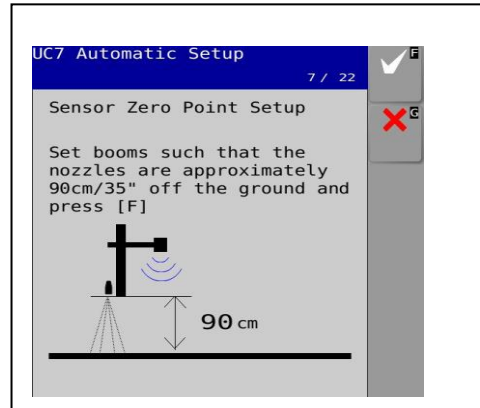 UC7 Automatic Setup
7/ 22
F
G
Sensor Zero Point Setup
Set booms such that the
nozzles are approximately
90cm/35" off the ground and
press [F]
90 cm